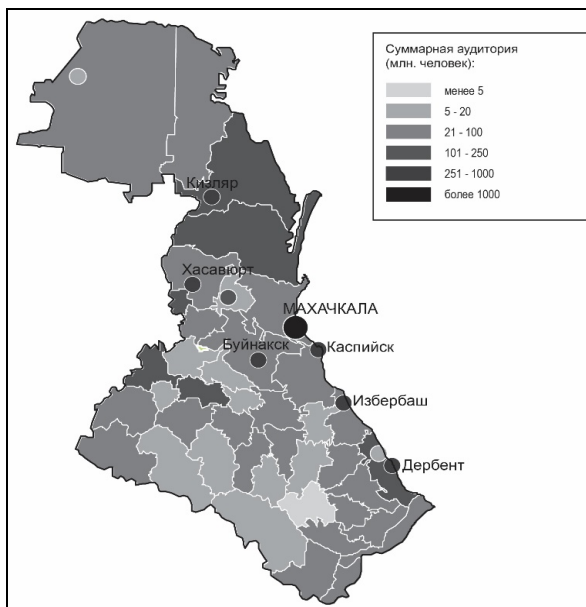 Суммарная аудитория
(млн. человек):
менее 5
5 - 20
21 - 100
101 - 250
251 - 1000
более 1000
Кизляр
Хасавюрт
МАХАЧКАЛА
Буйнакск
Каспийск
Избербаш
Дербент